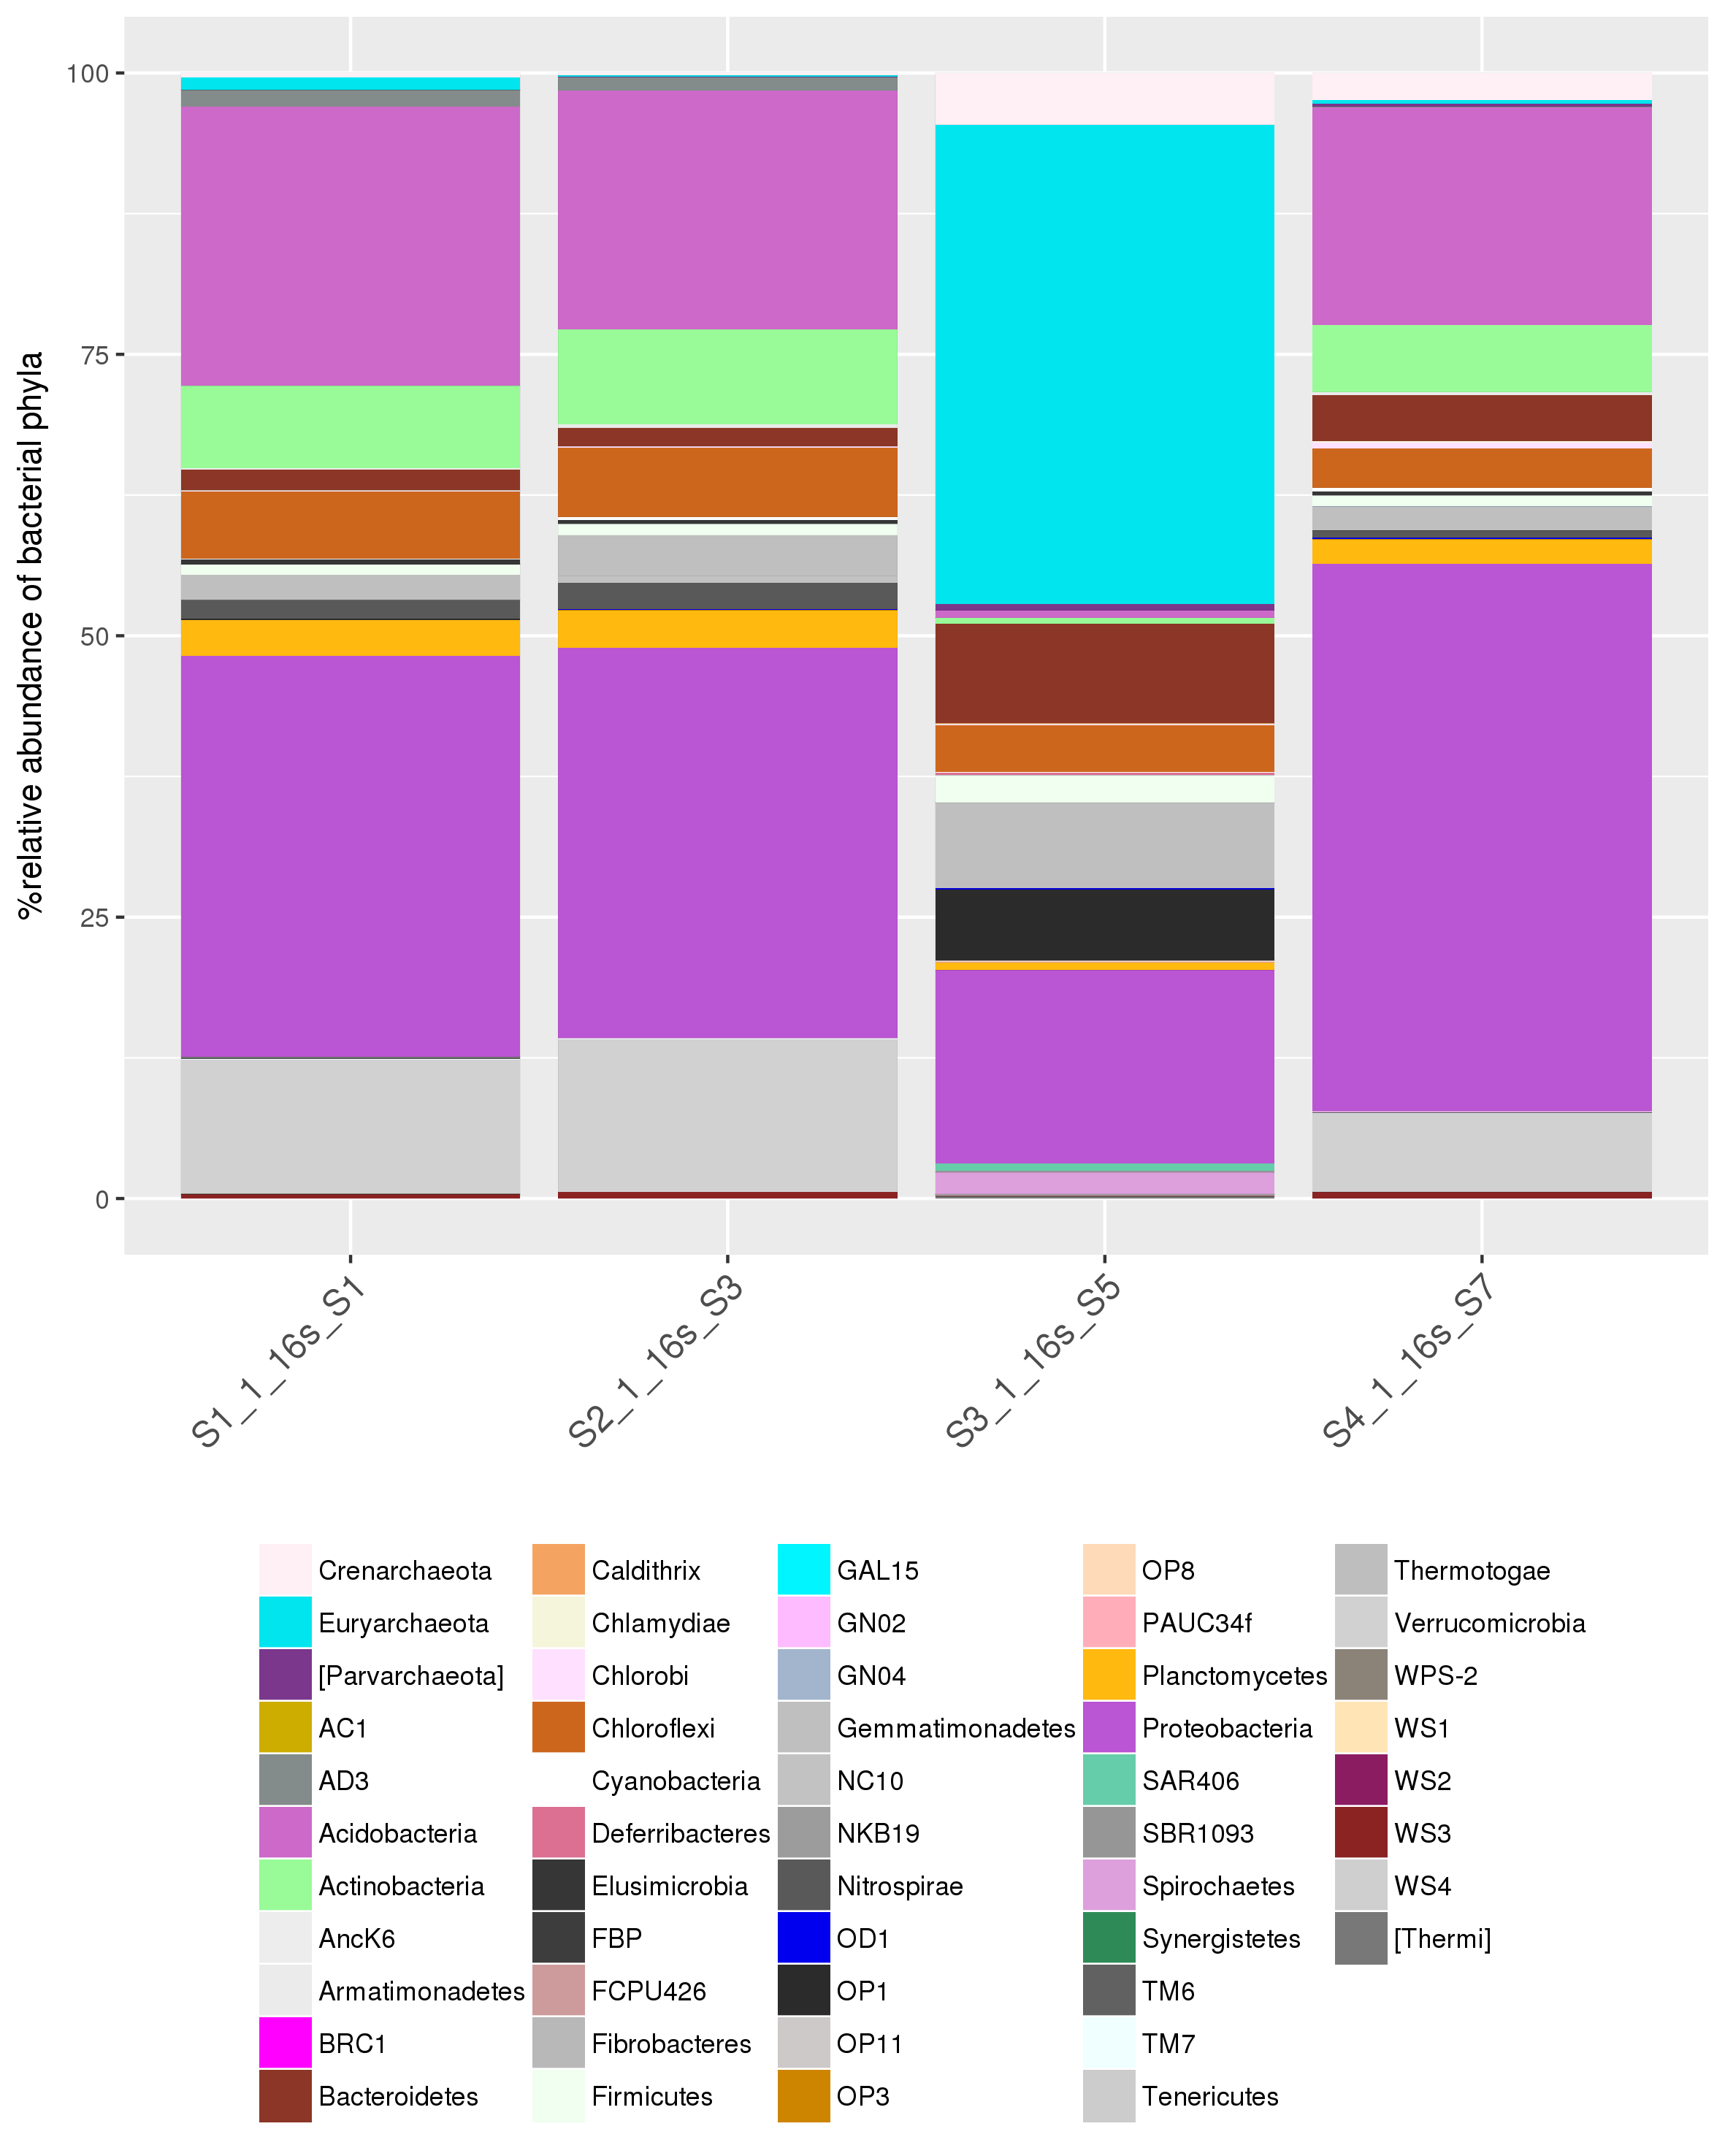 %relative abundance of bacterial phyla
100
75
50
25
0
S1_1_16s_S1
S2_1_16s_S3
S3_1_16s_S5
S4_1_16s_S7
Crenarchaeota
Euryarchaeota
[Parvarchaeota]
AC1
AD3
Acidobacteria
Actinobacteria
AncK6
Armatimonadetes
BRC1
Bacteroidetes
Caldithrix
Chlamydiae
Chlorobi
Chloroflexi
Cyanobacteria
Deferribacteres
Elusimicrobia
FBP
FCPU426
Fibrobacteres
Firmicutes
GAL15
GN02
GN04
Gemmatimonadetes
NC10
NKB19
Nitrospirae
OD1
OP1
OP11
OP3
OP8
PAUC34f
Planctomycetes
Proteobacteria
SAR406
SBR1093
Spirochaetes
Synergistetes
TM6
TM7
Tenericutes
Thermotogae
Verrucomicrobia
WPS-2
WS1
WS2
WS3
WS4
[Thermi]